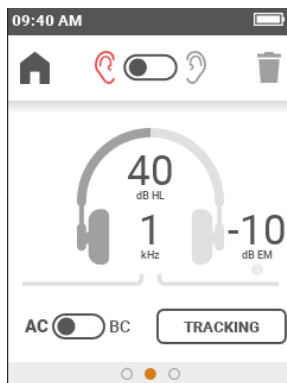 09:40 AM
40
dB HL
1
kHz
-10
dB EM
AC BC
TRACKING